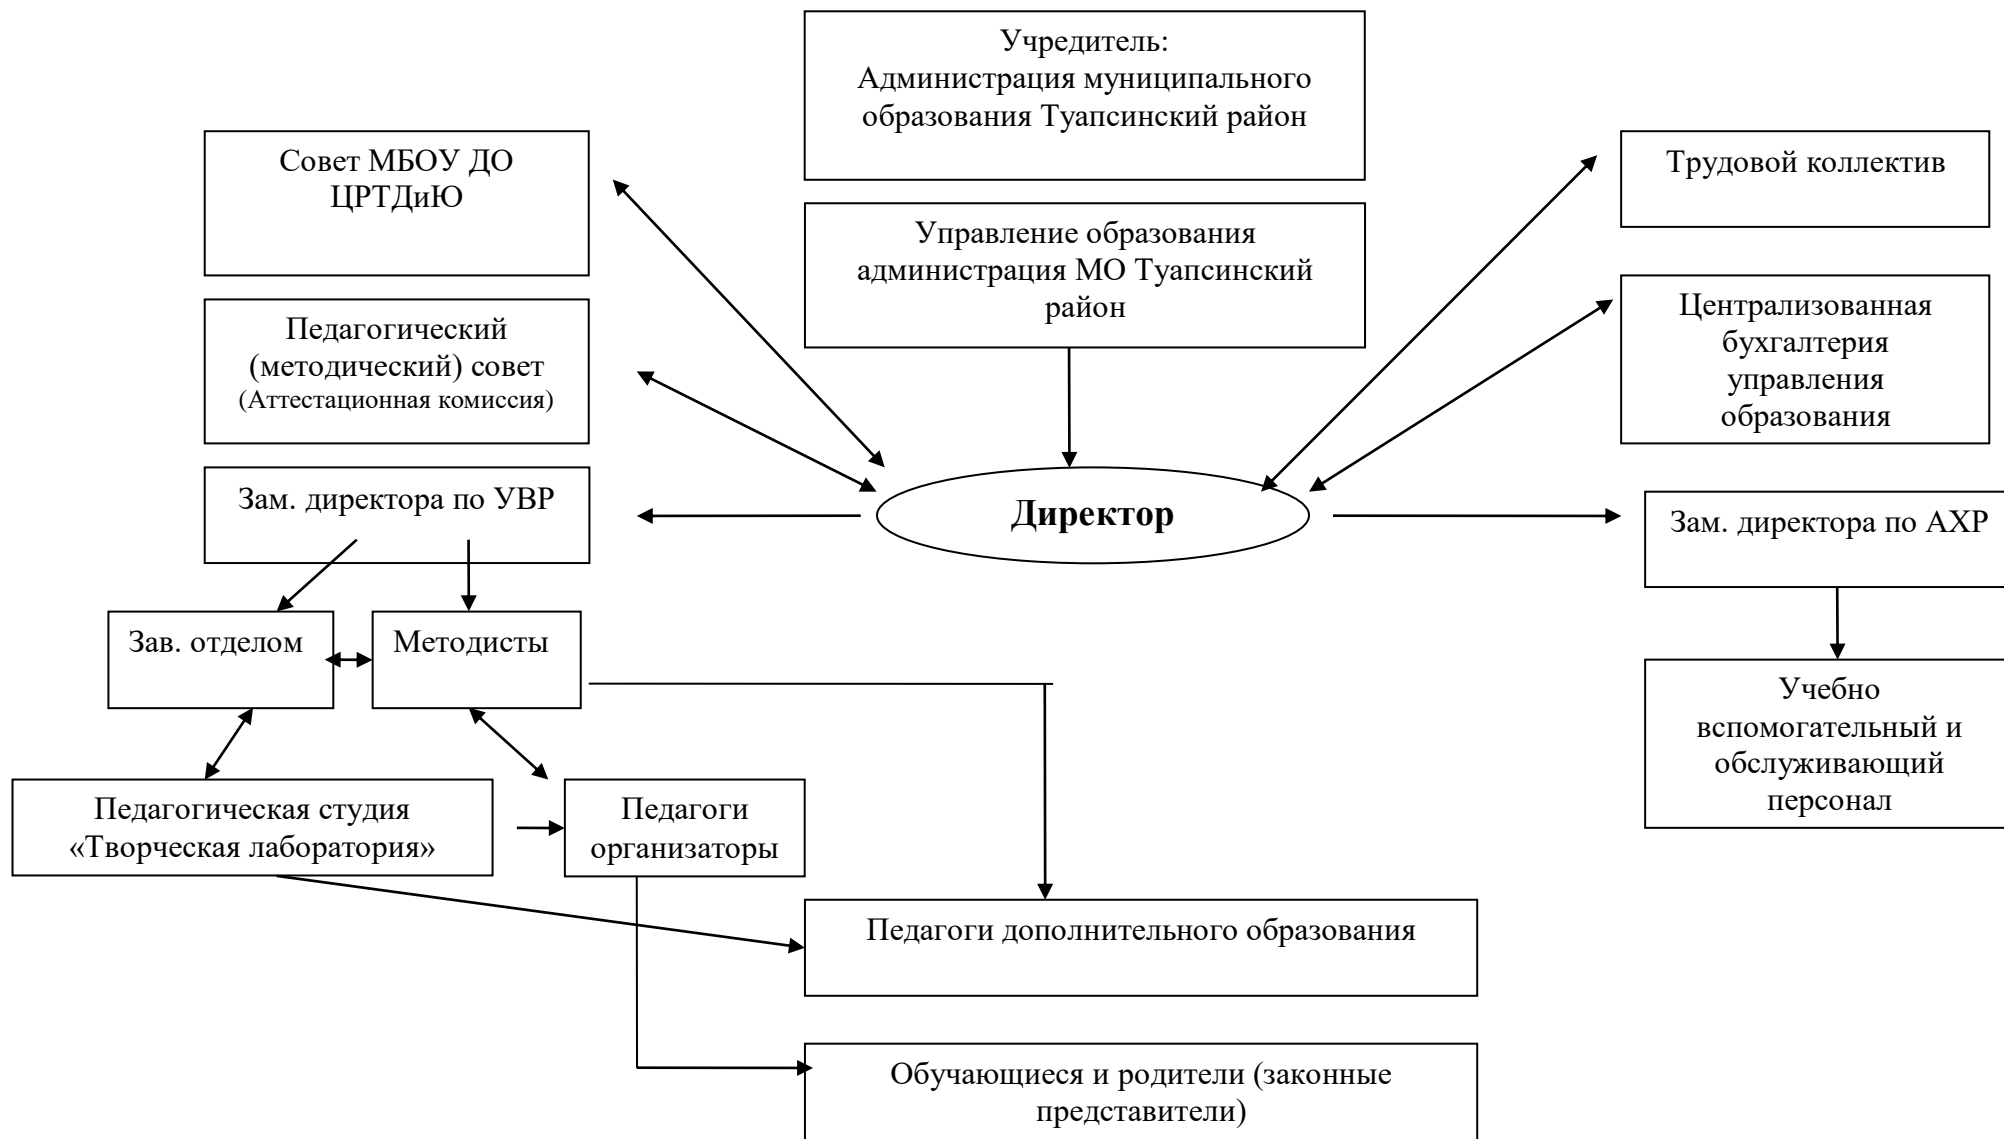 Учредитель:
Администрация муниципального
образования Туапсинский район
Совет МБОУ ДО
ЦРТДиЮ
Трудовой коллектив
Управление образования
администрация МО Туапсинский
район
Централизованная
бухгалтерия
управления
образования
Педагогический
(методический) совет
(Аттестационная комиссия)
Зам. директора по УВР
Директор
Зам. директора по АХР
Зав. отделом
Методисты
Учебно
вспомогательный и
обслуживающий
персонал
Педагогическая студия
«Творческая лаборатория»
Педагоги
организаторы
Педагоги дополнительного образования
Обучающиеся и родители (законные
представители)